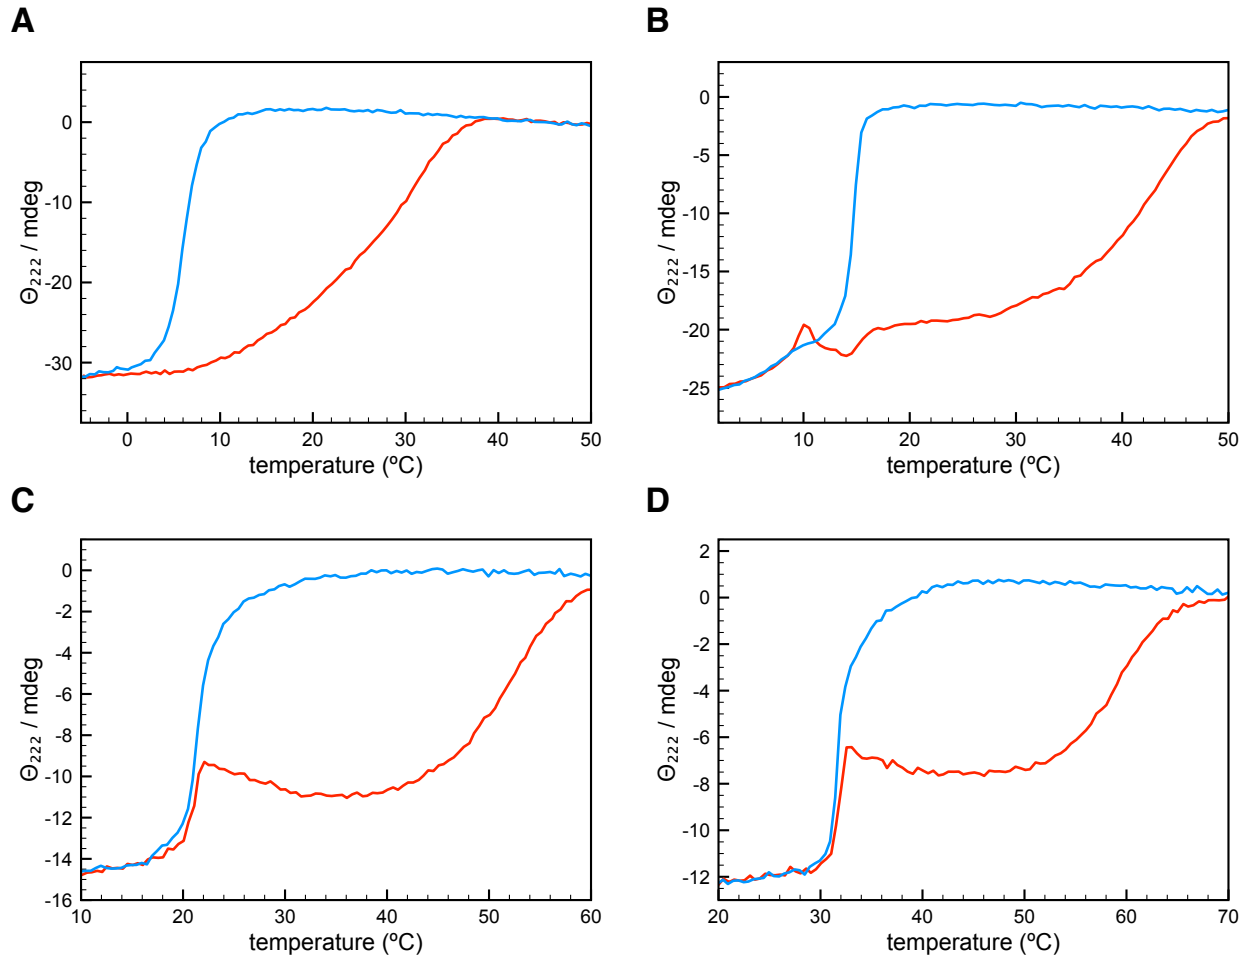 A
0
-10
-20
-30
Θ₂₂₂ / mdeg
0 10 20 30 40 50
temperature (ºC)
B
0
-5
-10
-15
-20
-25
Θ₂₂₂ / mdeg
10 20 30 40 50
temperature (ºC)
C
0
-2
-4
-6
-8
-10
-12
-14
-16
Θ₂₂₂ / mdeg
10 20 30 40 50 60
temperature (ºC)
D
2
0
-2
-4
-6
-8
-10
-12
Θ₂₂₂ / mdeg
20 30 40 50 60 70
temperature (ºC)